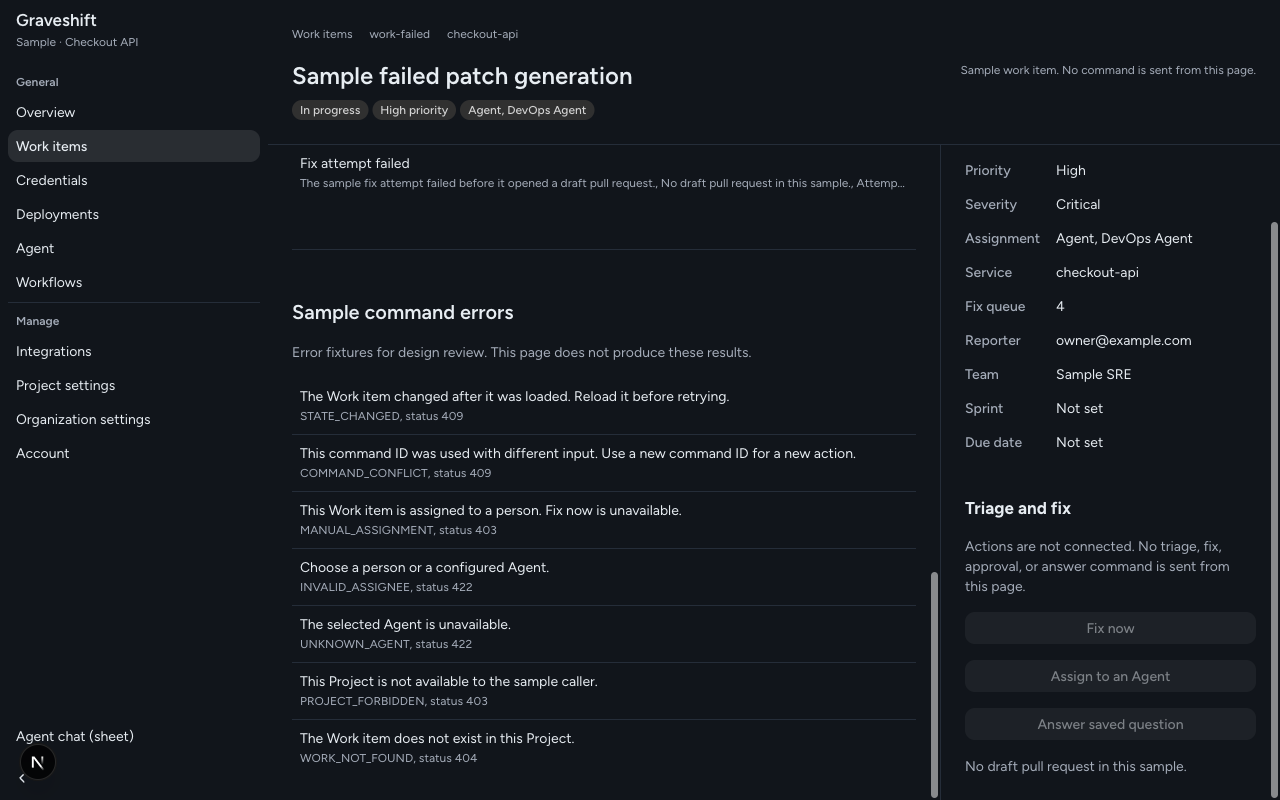 Graveshift
Sample · Checkout API
General
Overview
Work items
Credentials
Deployments
Agent
Workflows
Manage
Integrations
Project settings
Organization settings
Account
Agent chat (sheet)
N
Work items work-failed checkout-api
Sample failed patch generation
In progress High priority Agent, DevOps Agent
Sample work item. No command is sent from this page.
Fix attempt failed
The sample fix attempt failed before it opened a draft pull request., No draft pull request in this sample., Attemp...
Sample command errors
Error fixtures for design review. This page does not produce these results.
The Work item changed after it was loaded. Reload it before retrying.
STATE_CHANGED, status 409
This command ID was used with different input. Use a new command ID for a new action.
COMMAND_CONFLICT, status 409
This Work item is assigned to a person. Fix now is unavailable.
MANUAL_ASSIGNMENT, status 403
Choose a person or a configured Agent.
INVALID_ASSIGNEE, status 422
The selected Agent is unavailable.
UNKNOWN_AGENT, status 422
This Project is not available to the sample caller.
PROJECT_FORBIDDEN, status 403
The Work item does not exist in this Project.
WORK_NOT_FOUND, status 404
Priority High
Severity Critical
Assignment Agent, DevOps Agent
Service checkout-api
Fix queue 4
Reporter owner@example.com
Team Sample SRE
Sprint Not set
Due date Not set
Triage and fix
Actions are not connected. No triage, fix,
approval, or answer command is sent from
this page.
Fix now
Assign to an Agent
Answer saved question
No draft pull request in this sample.